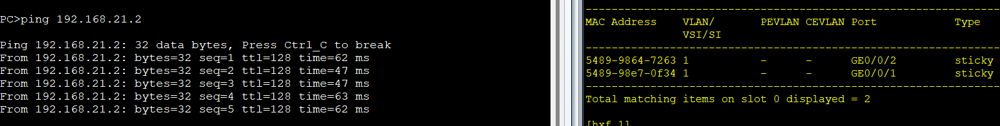 PC>ping 192.168.21.2
Ping 192.168.21.2: 32 data bytes, Press Ctrl_C to break
From 192.168.21.2: bytes=32 seq=1 ttl=128 time=62 ms
From 192.168.21.2: bytes=32 seq=2 ttl=128 time=47 ms
From 192.168.21.2: bytes=32 seq=3 ttl=128 time=47 ms
From 192.168.21.2: bytes=32 seq=4 ttl=128 time=63 ms
From 192.168.21.2: bytes=32 seq=5 ttl=128 time=62 ms
-------------------------------------------------------------------------------
MAC Address    VLAN/       PEVLAN CEVLAN Port            Type
               VSI/SI
-------------------------------------------------------------------------------
5489-9864-7263 1           -      -      GE0/0/2         sticky
5489-98e7-0f34 1           -      -      GE0/0/1         sticky
-------------------------------------------------------------------------------
Total matching items on slot 0 displayed = 2